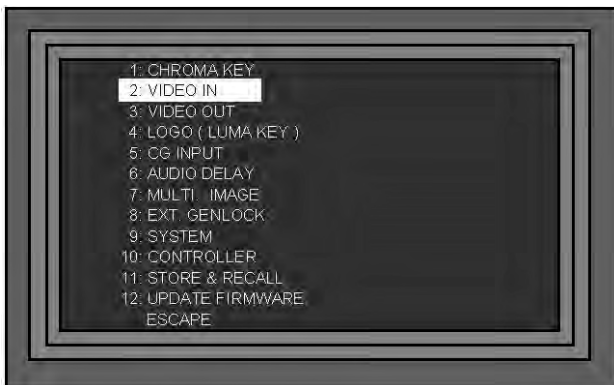 1: CHROMA KEY
2: VIDEO IN
3: VIDEO OUT
4: LOGO ( LUMA KEY )
5: CG INPUT
6: AUDIO DELAY
7: MULTI IMAGE
8: EXT. GENLOCK
9: SYSTEM
10: CONTROLLER
11: STORE & RECALL
12: UPDATE FIRMWARE
ESCAPE